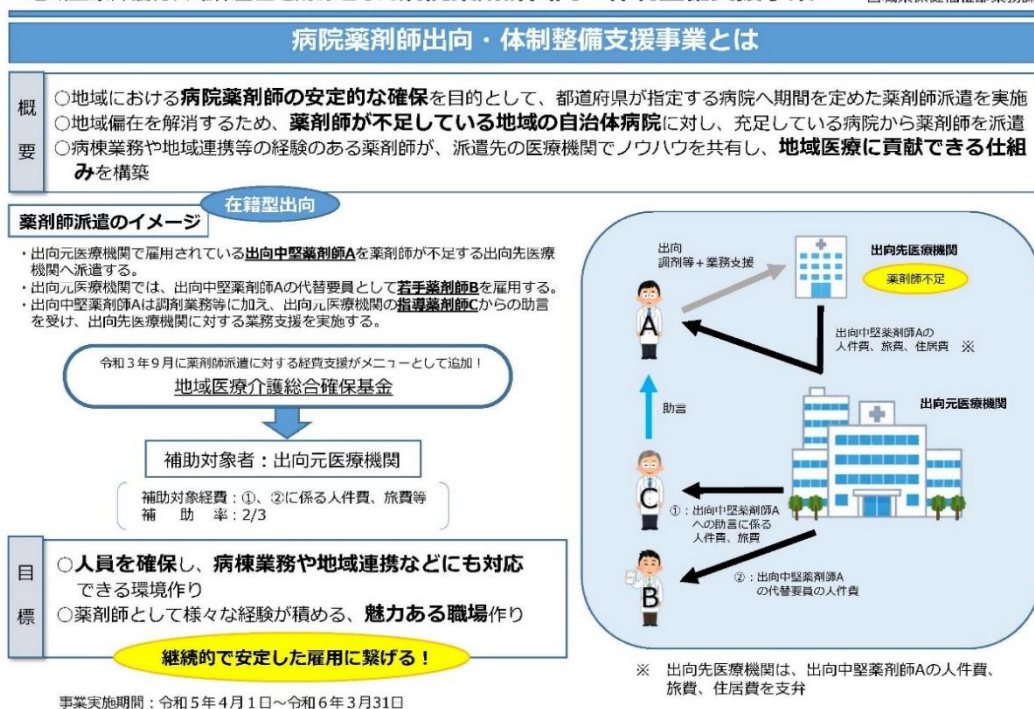 病院薬剤師出向・体制整備支援事業とは
概要
○地域における病院薬剤師の安定的な確保を目的として、都道府県が指定する病院へ期間を定めた薬剤師派遣を実施
○地域偏在を解消するため、薬剤師が不足している地域の自治体病院に対し、充足している病院から薬剤師を派遣
○病棟業務や地域連携等の経験のある薬剤師が、派遣先の医療機関でノウハウを共有し、地域医療に貢献できる仕組
みを構築
薬剤師派遣のイメージ
在籍型出向
・出向元医療機関で雇用されている出向中堅薬剤師Aを薬剤師が不足する出向先医療
機関へ派遣する。
・出向元医療機関では、出向中堅薬剤師Aの代替要員として若手薬剤師Bを雇用する。
・出向中堅薬剤師Aは調剤業務等に加え、出向元医療機関の指導薬剤師Cからの助言
を受け、出向先医療機関に対する業務支援を実施する。
令和3年9月に薬剤師派遣に対する経費支援がメニューとして追加！
地域医療介護総合確保基金
補助対象者：出向元医療機関
補助対象経費：①、②に係る人件費、旅費等
補　助　率：2/3
目標
○人員を確保し、病棟業務や地域連携などにも対応
できる環境作り
○薬剤師として様々な経験が積める、魅力ある職場作り
継続的で安定した雇用に繋げる！
事業実施期間：令和5年4月1日～令和6年3月31日
出向
調剤等＋業務支援
出向先医療機関
薬剤師不足
A
出向中堅薬剤師Aの
人件費、旅費、住居費　※
助言
出向元医療機関
C
①：出向中堅薬剤師A
への助言に係る
人件費、旅費
B
②：出向中堅薬剤師A
の代替要員の人件費
※　出向先医療機関は、出向中堅薬剤師Aの人件費、
旅費、住居費を支弁